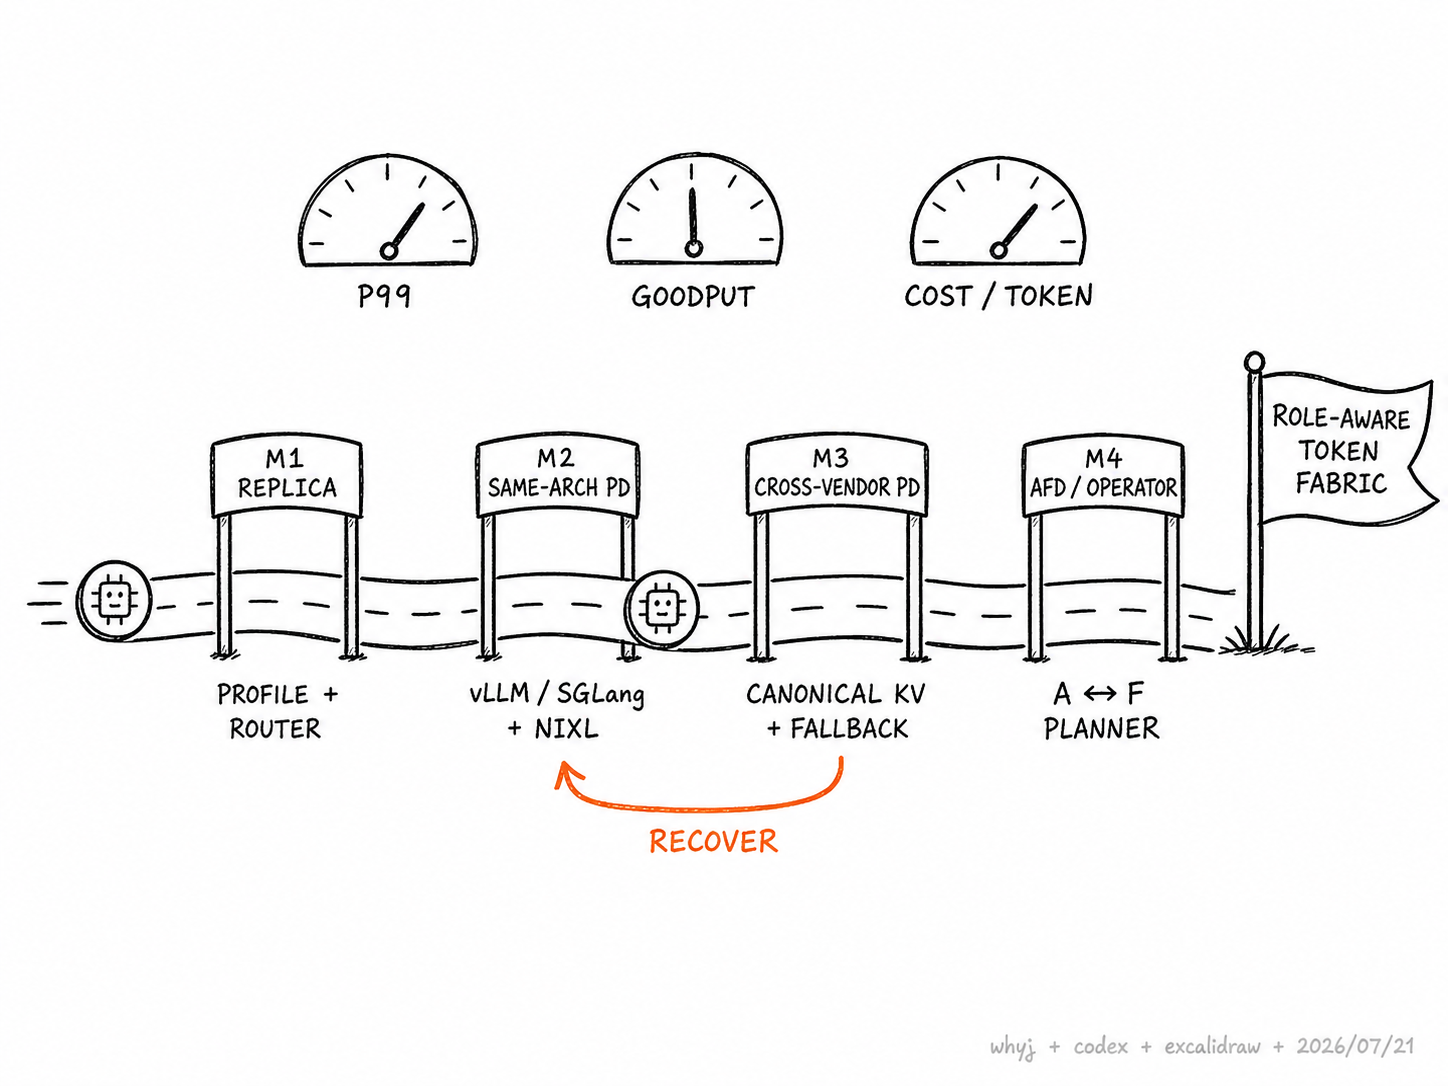 P99
GOODPUT
COST / TOKEN
ROLE-AWARE
TOKEN
FABRIC
M1
REPLICA
M2
SAME-ARCH PD
M3
CROSS-VENDOR PD
M4
AFD / OPERATOR
PROFILE +
ROUTER
vLLM / SGLang
+ NIXL
CANONICAL KV
+ FALLBACK
A ↔ F
PLANNER
RECOVER
whyj + codex + excalidraw + 2026/07/21